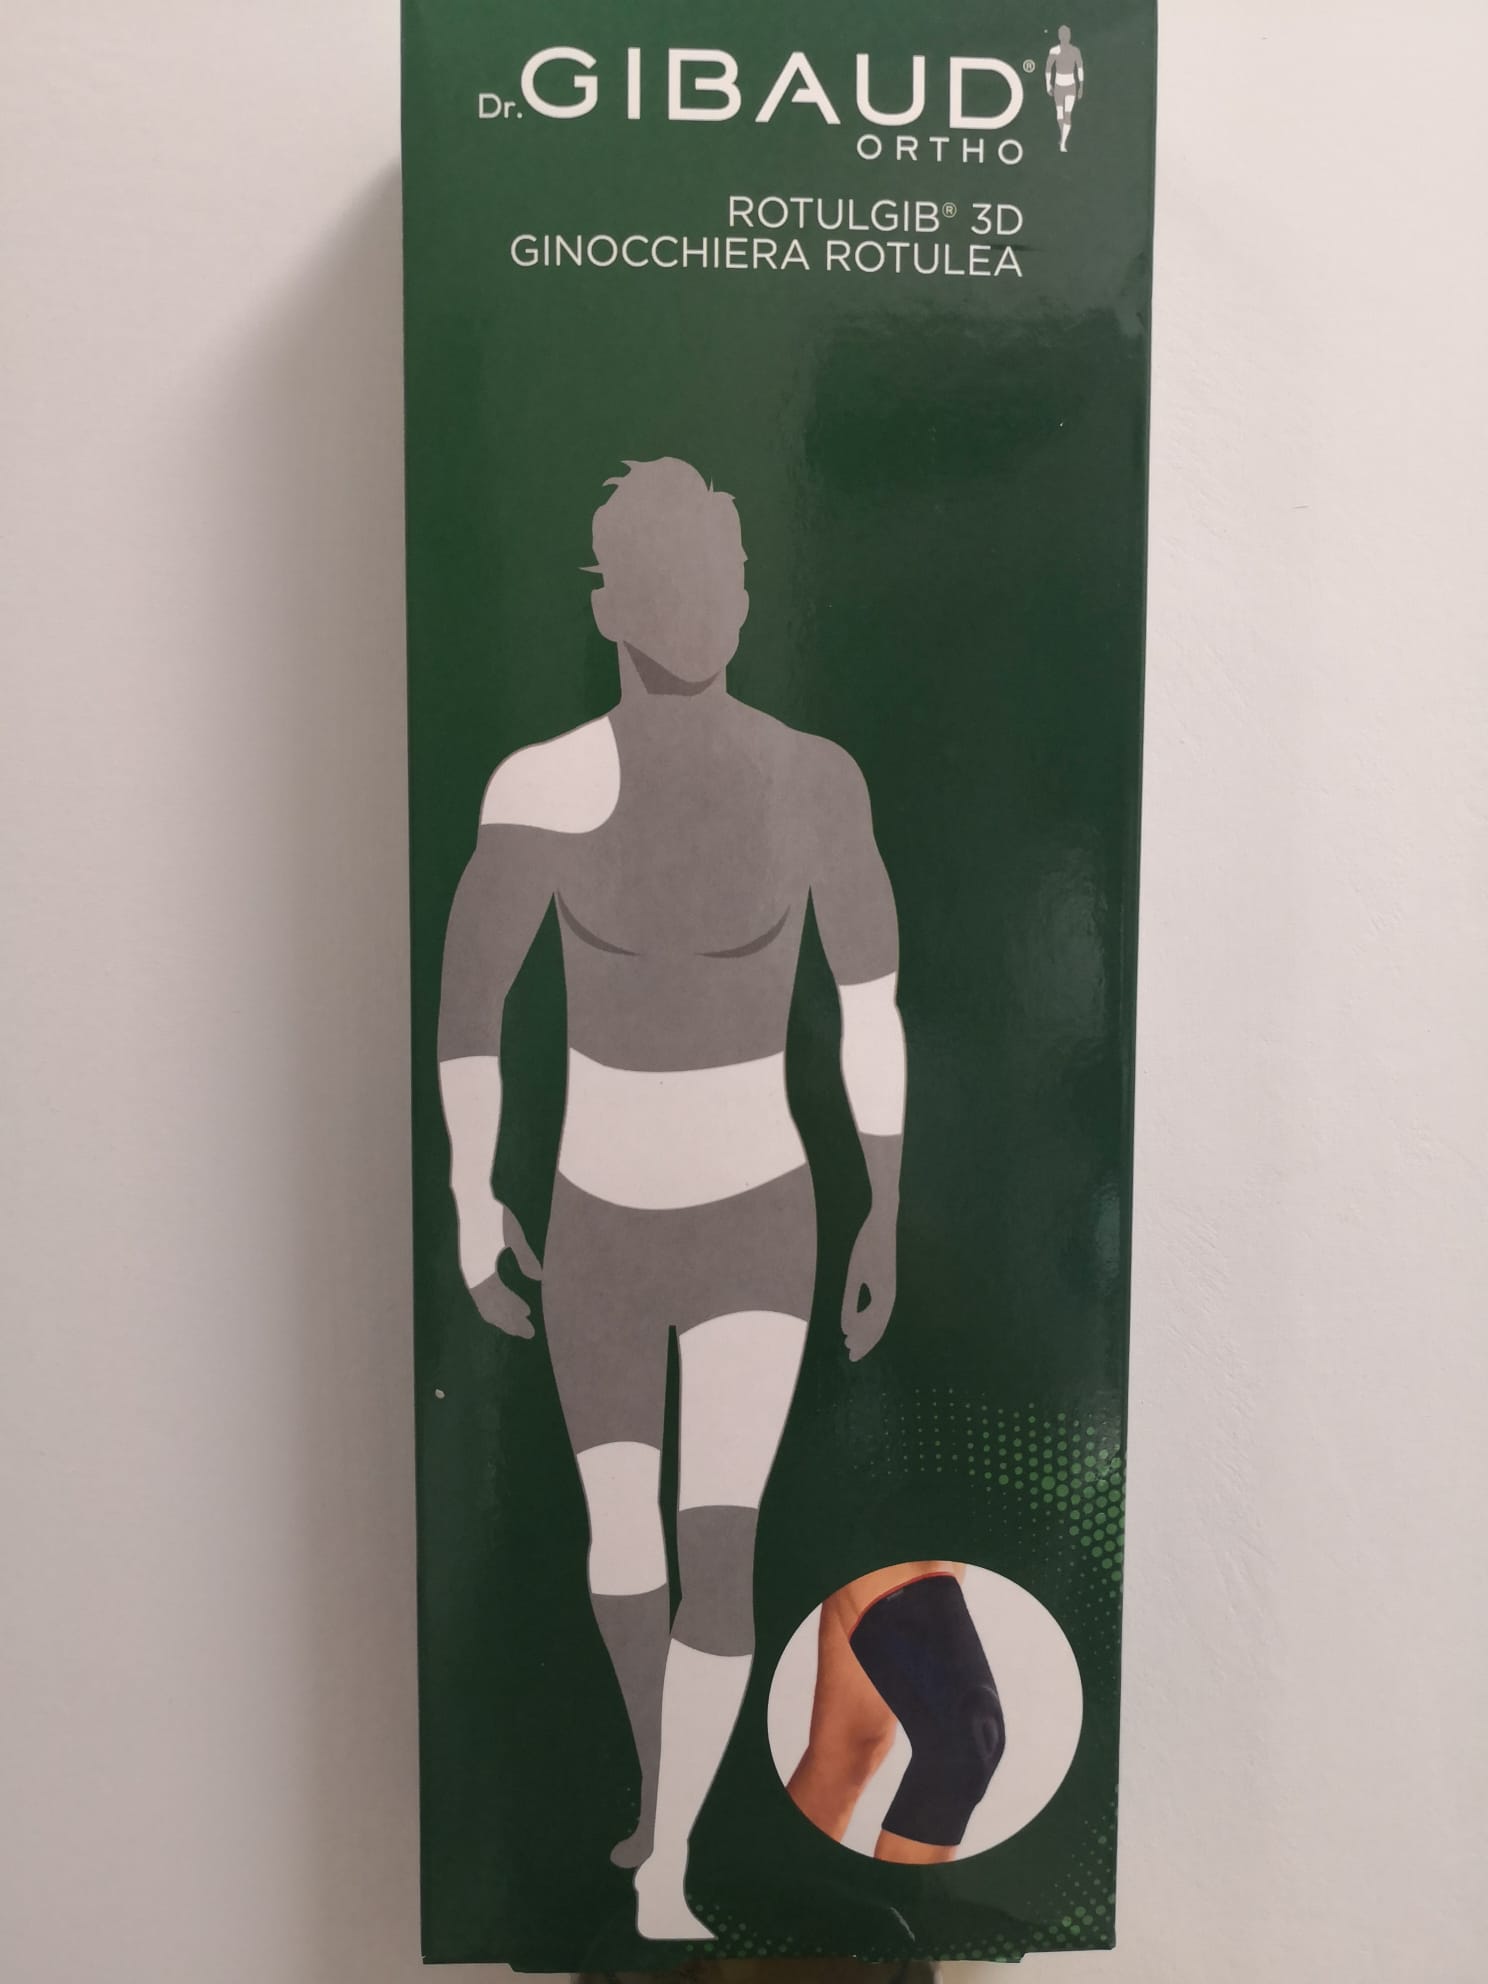 Dr. GIBAUD®
ORTHO
ROTULGIB® 3D
GINOCCHIERA ROTULEA